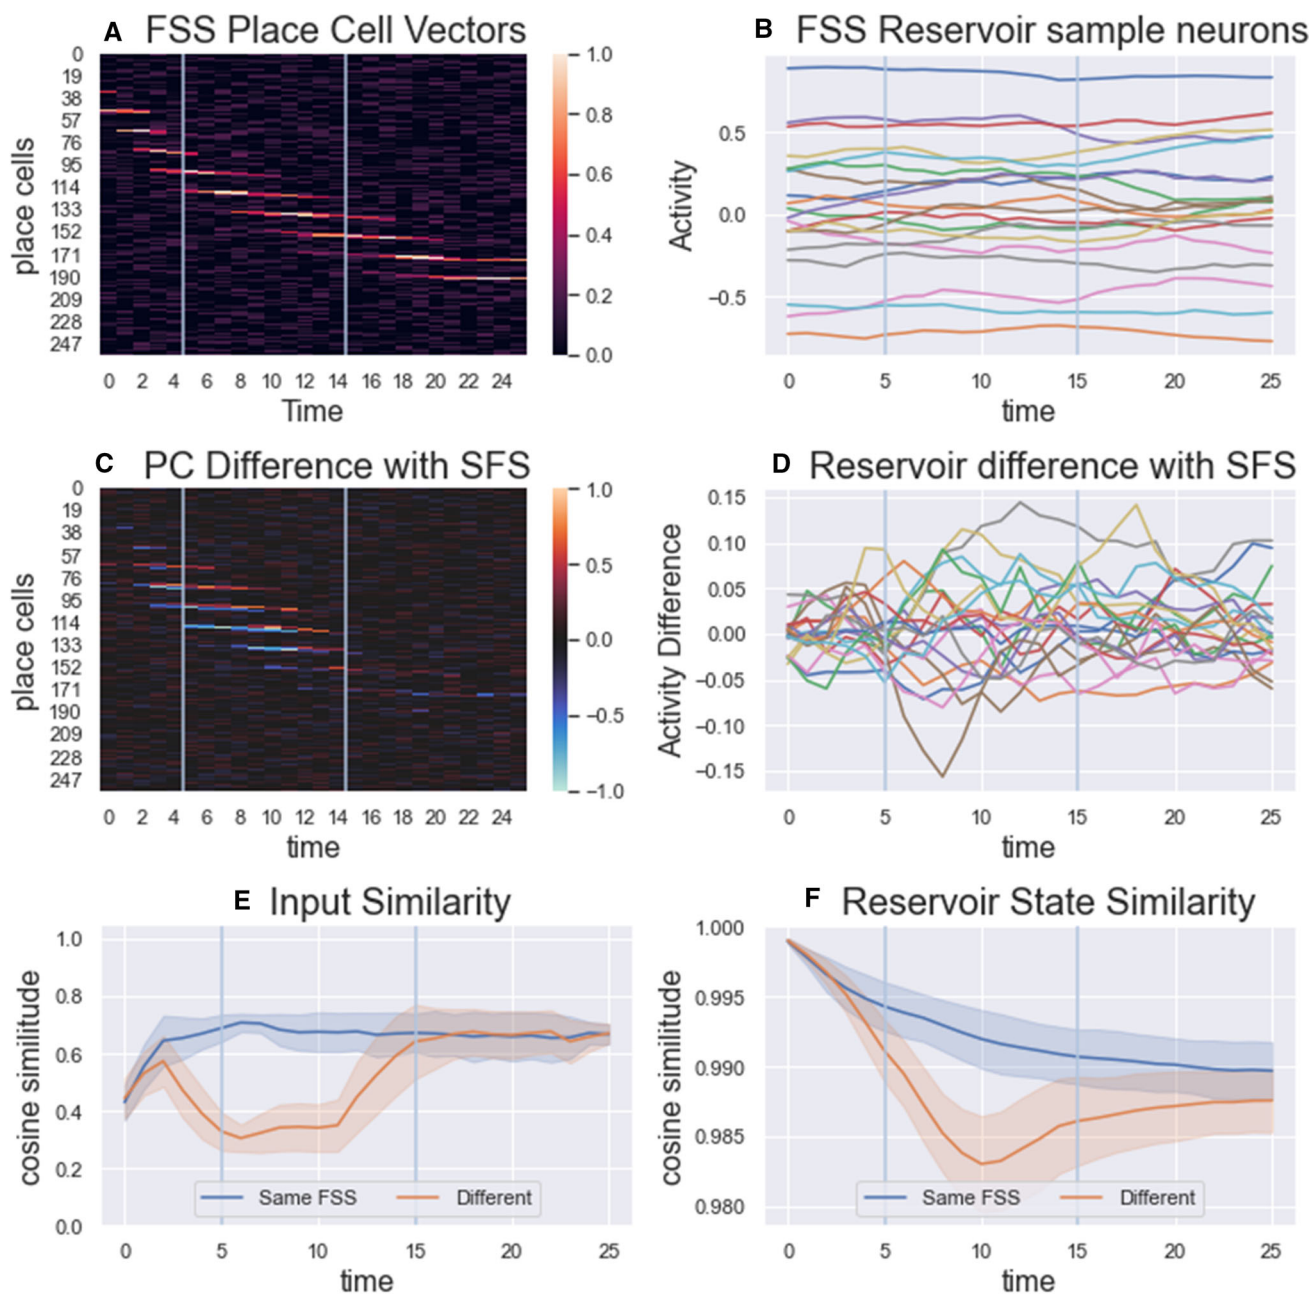 A FSS Place Cell Vectors
place cells
0
19
38
57
76
95
114
133
152
171
190
209
228
247
0 2 4 6 8 10 12 14 18 20 22 24
Time
1.0
0.8
0.6
0.4
0.2
0.0
B FSS Reservoir sample neurons
Activity
0.5
0.0
−0.5
0 5 10 15 20 25
time
C PC Difference with SFS
place cells
0
19
38
57
76
95
114
133
152
171
190
209
228
247
0 2 4 6 8 10 12 14 16 18 20 22 24
time
1.0
0.5
0.0
−0.5
−1.0
D Reservoir difference with SFS
Activity Difference
0.15
0.10
0.05
0.00
−0.05
−0.10
−0.15
0 5 10 15 20 25
time
E Input Similarity
cosine similitude
1.0
0.8
0.6
0.4
0.2
0.0
Same FSS Different
0 5 10 15 20 25
time
F Reservoir State Similarity
cosine similitude
1.000
0.995
0.990
0.985
0.980
Same FSS Different
0 5 10 15 20 25
time